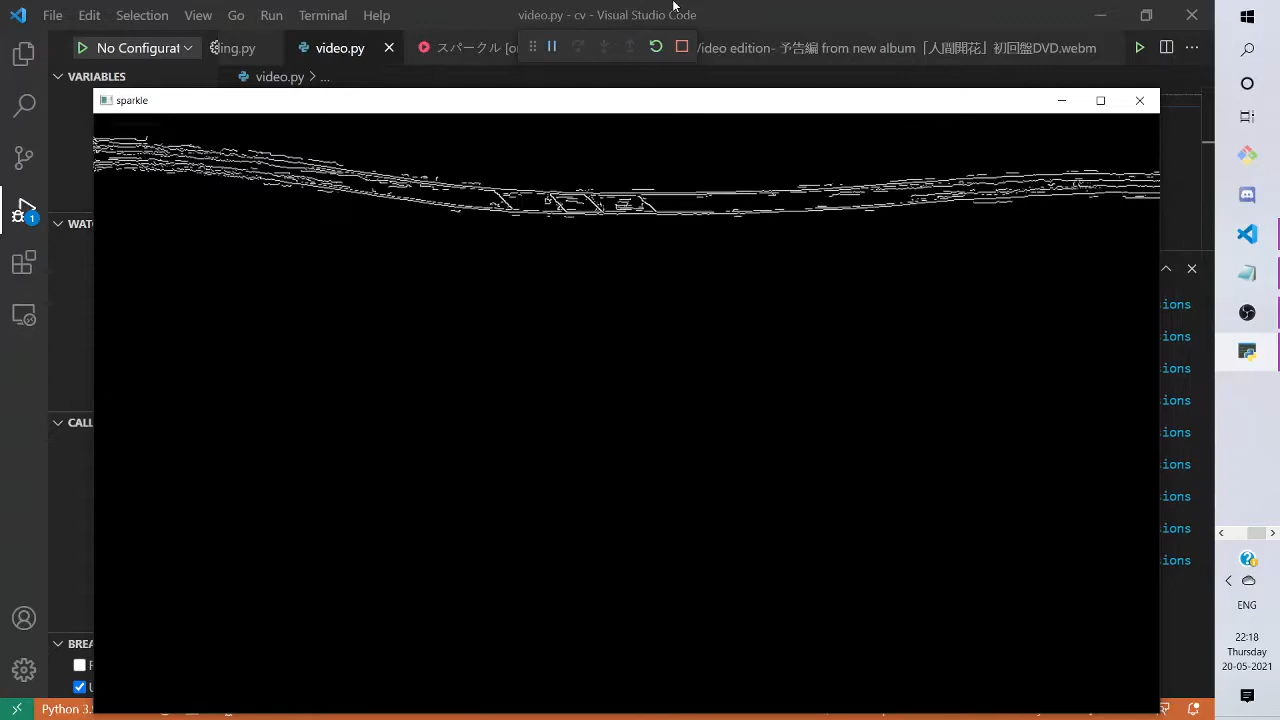 File Edit Selection View Go Run Terminal Help
video.py - cv - Visual Studio Code
No Configurat
ing.py
video.py
スパークル [or
/ideo edition- 予告編 from new album「人間開花」初回盤DVD.webm
VARIABLES
video.py > ...
sparkle
WAT
CALL
BREA
1
ions
ions
ions
ions
ions
ions
ions
ions
ions
Python 3.
ENG
22:18
Thursday
20-05-2021